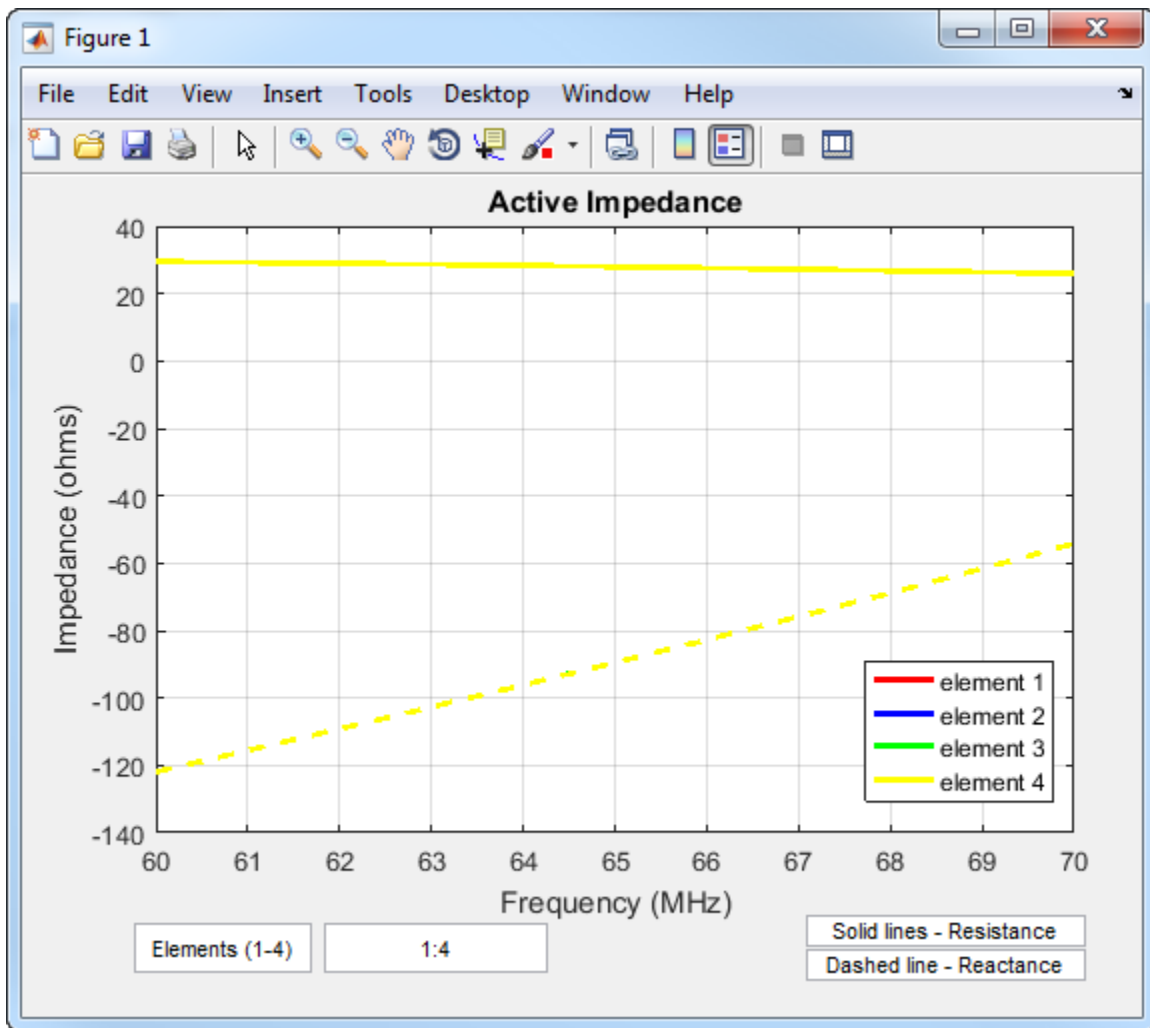 Figure 1
File Edit View Insert Tools Desktop Window Help
Active Impedance
40
20
0
-20
-40
-60
-80
-100
-120
-140
Impedance (ohms)
element 1
element 2
element 3
element 4
60 61 62 63 64 65 66 67 68 69 70
Frequency (MHz)
Elements (1-4) 1:4
Solid lines - Resistance
Dashed line - Reactance